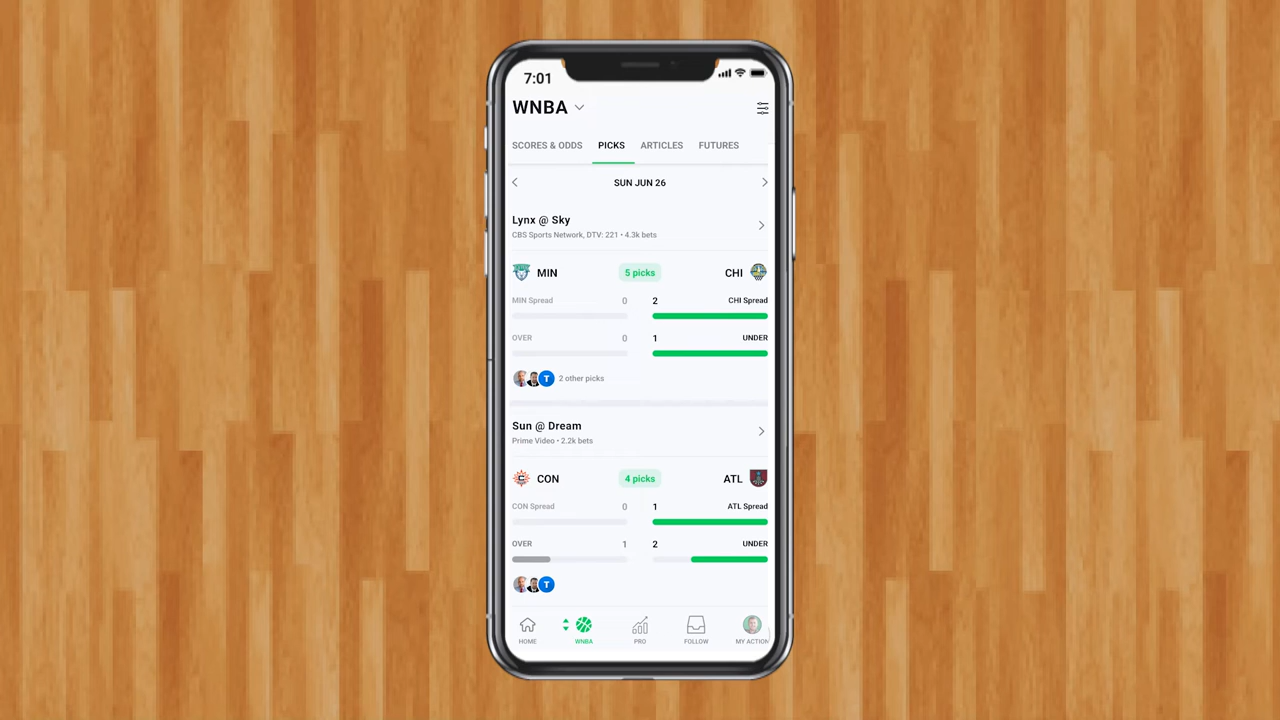 7:01
WNBA
SCORES & ODDS PICKS ARTICLES FUTURES
SUN JUN 26
Lynx @ Sky
CBS Sports Network, DTV: 221 • 4.3k bets
MIN 5 picks CHI
MIN Spread 0 2 CHI Spread
OVER 0 1 UNDER
T 2 other picks
Sun @ Dream
Prime Video • 2.2k bets
C CON 4 picks ATL
CON Spread 0 1 ATL Spread
OVER 1 2 UNDER
T
HOME WNBA PRO FOLLOW MY ACTION